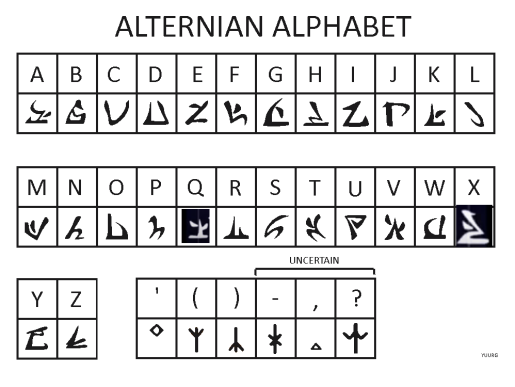 ALTERNIAN ALPHABET
A B C D E F G H I J K L
M N O P Q R S T U V W X
UNCERTAIN
Y Z ' ( ) - , ?
YUURG